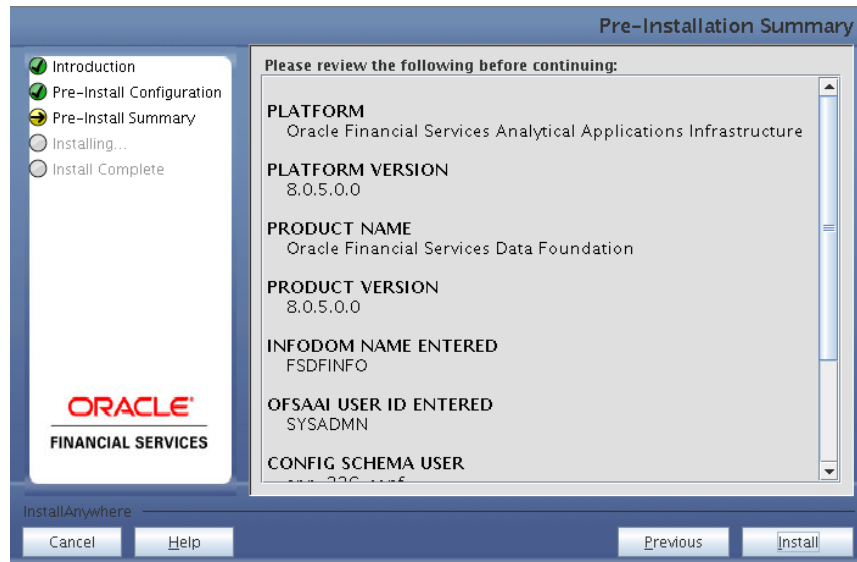 Pre-Installation Summary
Introduction
Pre-Install Configuration
Pre-Install Summary
Installing...
Install Complete
ORACLE
FINANCIAL SERVICES
Please review the following before continuing:
PLATFORM
Oracle Financial Services Analytical Applications Infrastructure
PLATFORM VERSION
8.0.5.0.0
PRODUCT NAME
Oracle Financial Services Data Foundation
PRODUCT VERSION
8.0.5.0.0
INFODOM NAME ENTERED
FSDFINFO
OFSAAI USER ID ENTERED
SYSADMN
CONFIG SCHEMA USER
InstallAnywhere
Cancel
Help
Previous
Install